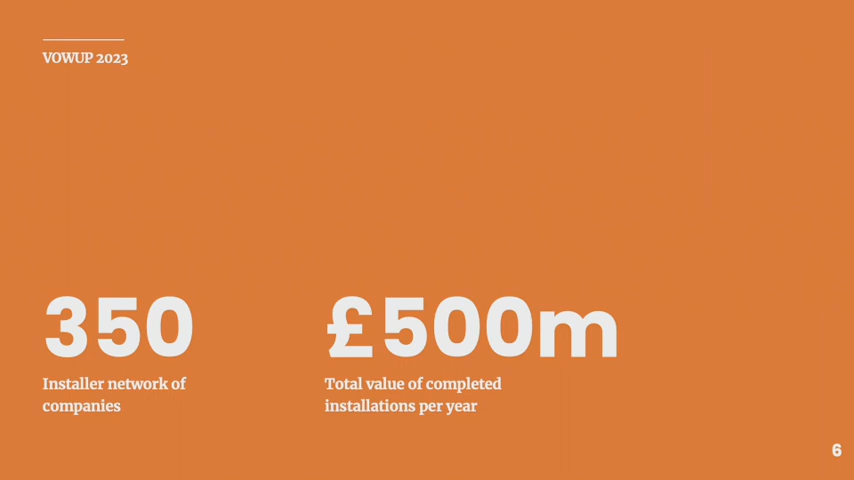 VOWUP 2023
350
Installer network of
companies
£500m
Total value of completed
installations per year
6